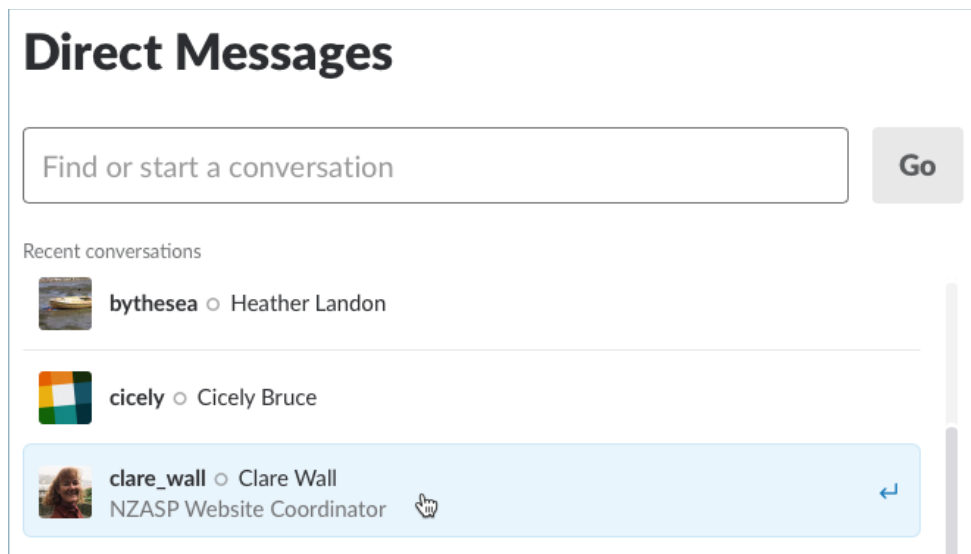 Direct Messages
Find or start a conversation
Go
Recent conversations
bythesea Heather Landon
cicely Cicely Bruce
clare_wall Clare Wall
NZASP Website Coordinator